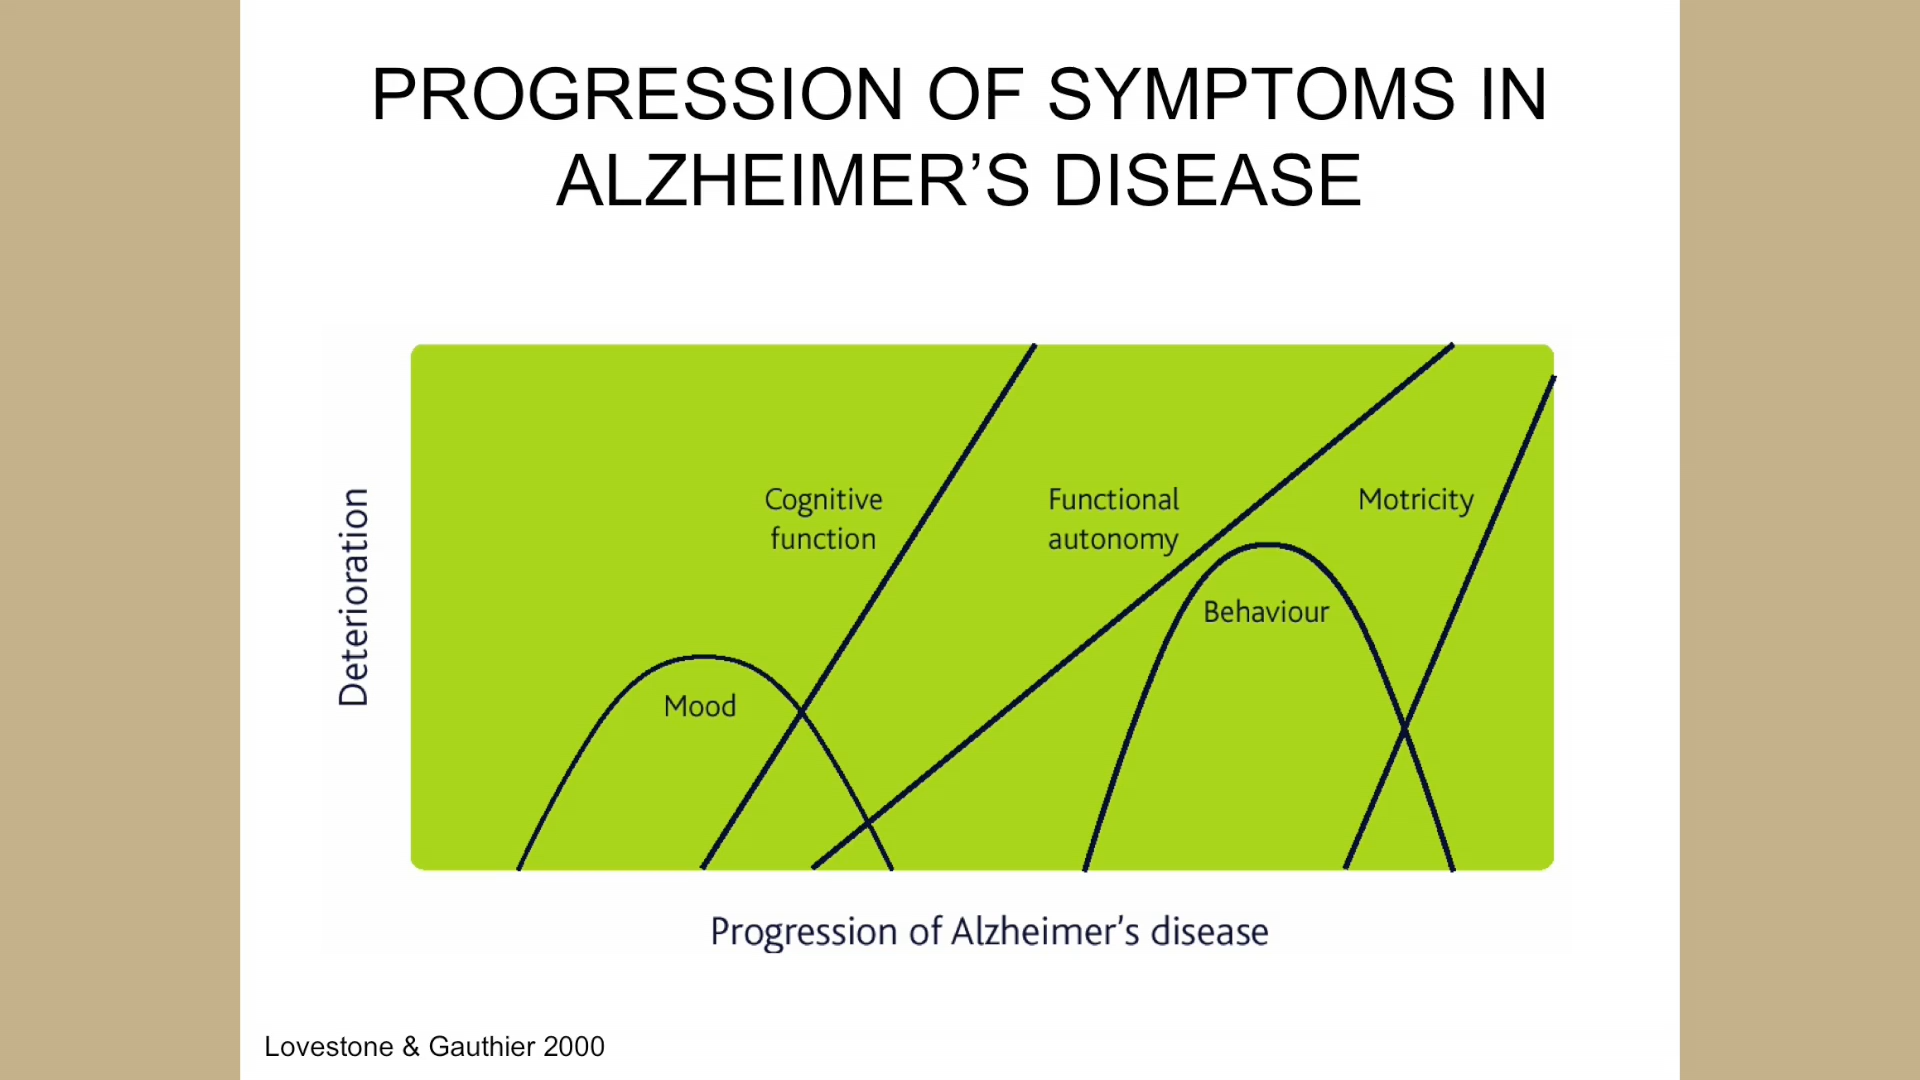 PROGRESSION OF SYMPTOMS IN
ALZHEIMER’S DISEASE
Deterioration
Cognitive
function
Functional
autonomy
Motricity
Behaviour
Mood
Progression of Alzheimer’s disease
Lovestone & Gauthier 2000